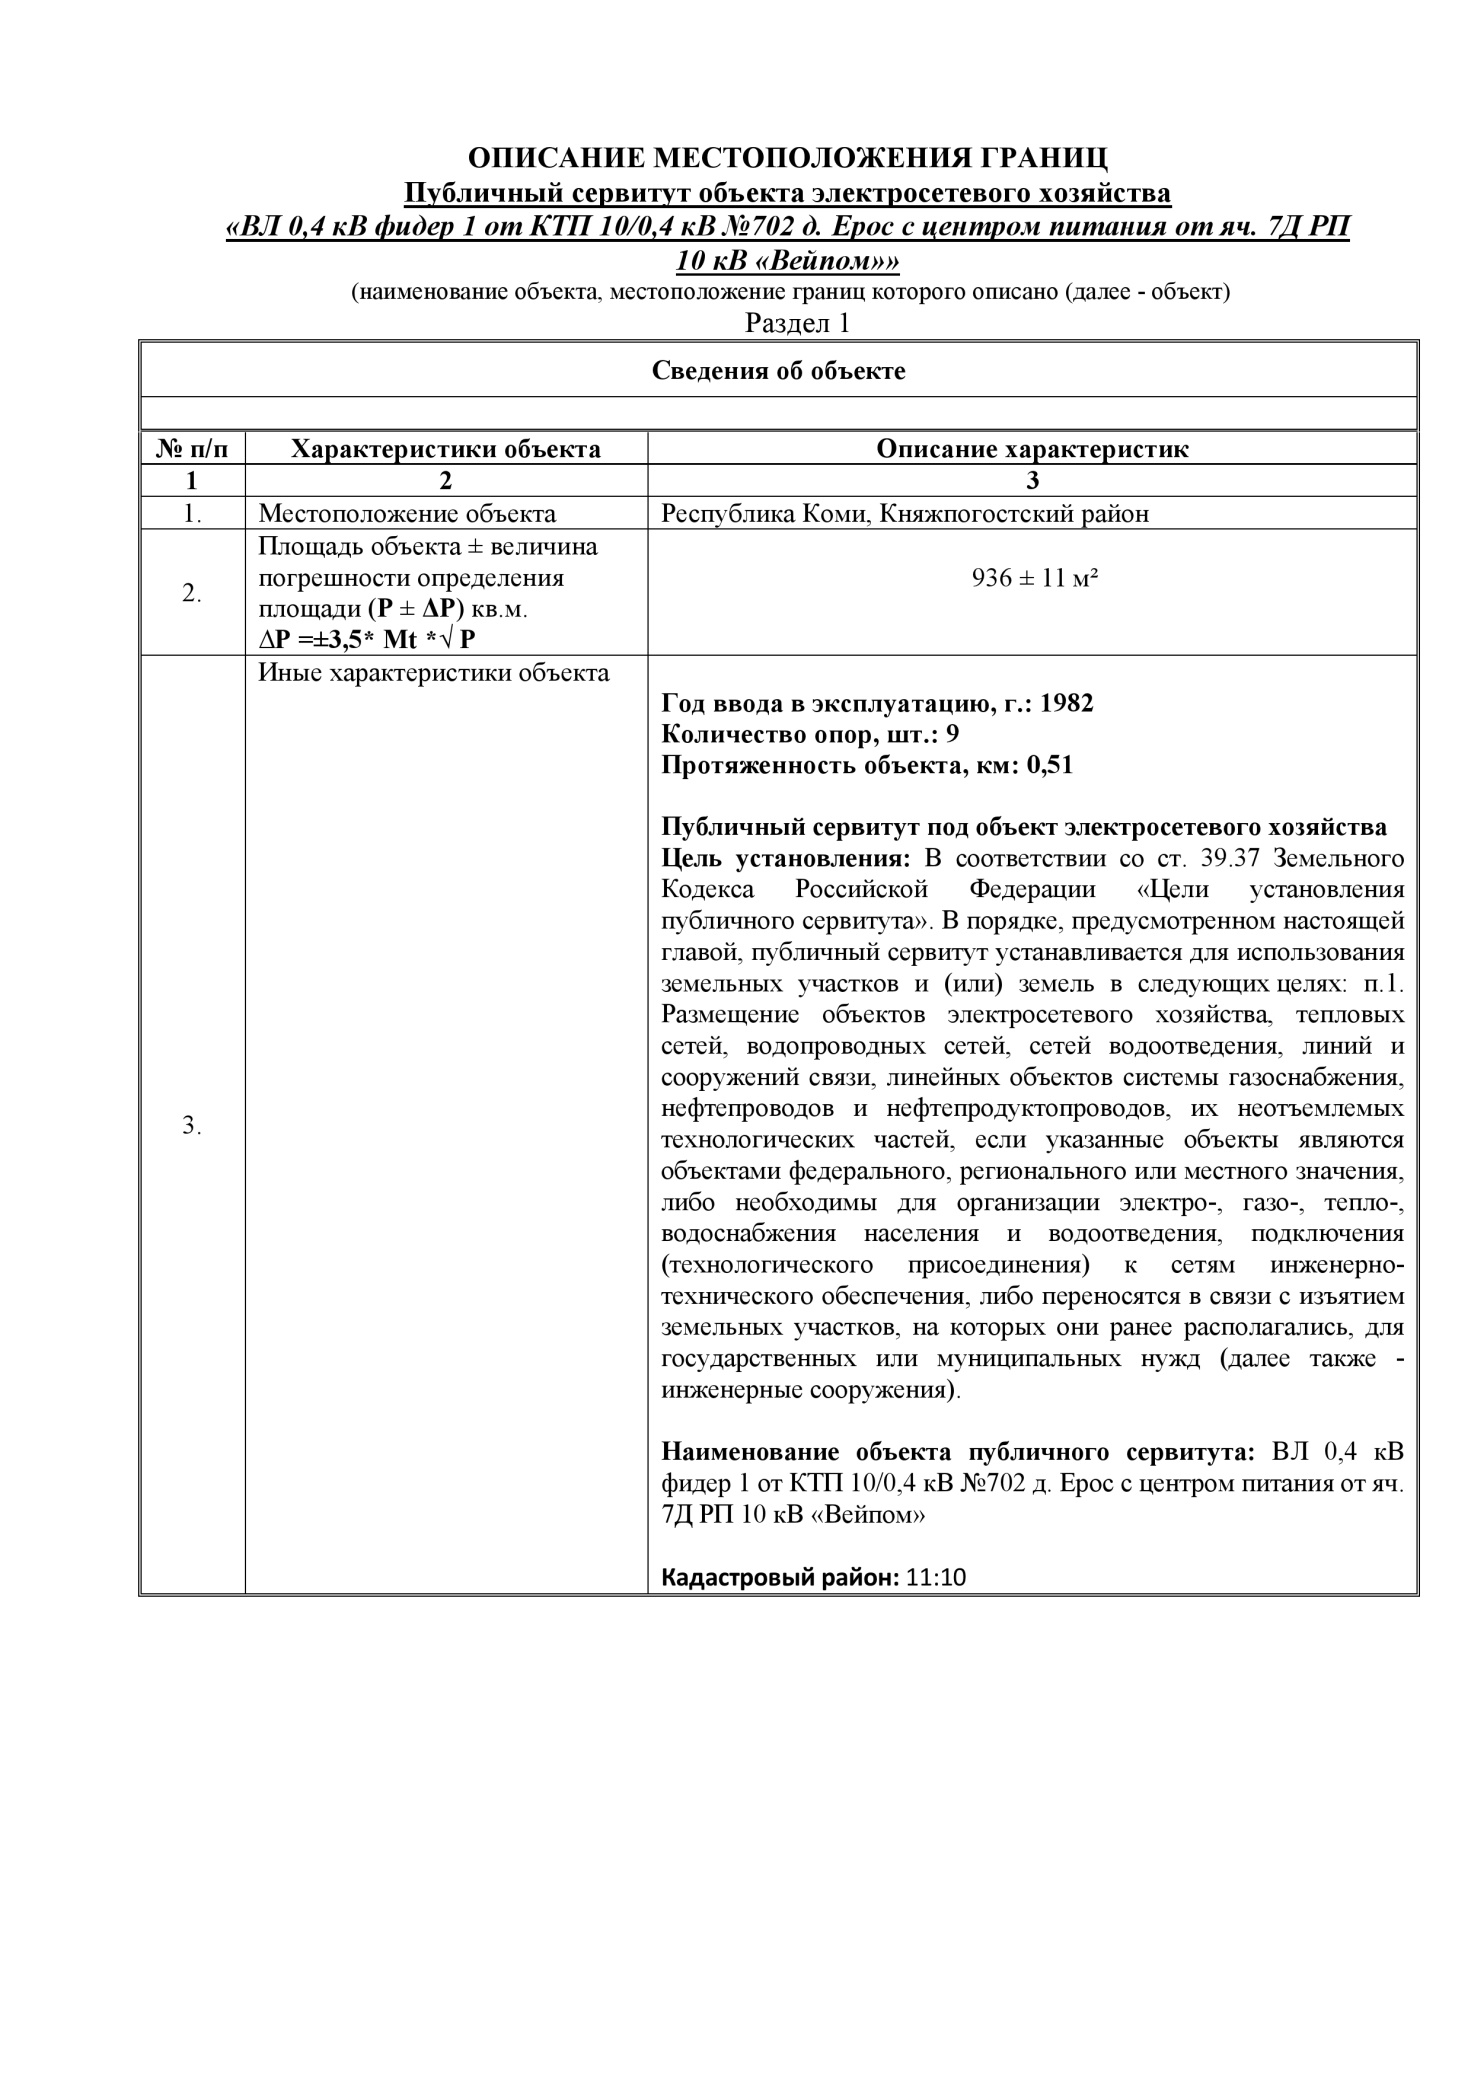 ОПИСАНИЕ МЕСТОПОЛОЖЕНИЯ ГРАНИЦ
Публичный сервитут объекта электросетевого хозяйства
«ВЛ 0,4 кВ фидер 1 от КТП 10/0,4 кВ №702 д. Ерос с центром питания от яч. 7Д РП
10 кВ «Вейпом»»
(наименование объекта, местоположение границ которого описано (далее - объект)
Раздел 1
Сведения об объекте
№ п/п Характеристики объекта Описание характеристик
1 2 3
1. Местоположение объекта Республика Коми, Княжпогостский район
2.
Площадь объекта ± величина
погрешности определения
площади (P ± ∆P) кв.м.
∆P =±3,5* Mt *√ P
936 ± 11 м²
3.
Иные характеристики объекта
Год ввода в эксплуатацию, г.: 1982
Количество опор, шт.: 9
Протяженность объекта, км: 0,51
Публичный сервитут под объект электросетевого хозяйства
Цель установления: В соответствии со ст. 39.37 Земельного
Кодекса Российской Федерации «Цели установления
публичного сервитута». В порядке, предусмотренном настоящей
главой, публичный сервитут устанавливается для использования
земельных участков и (или) земель в следующих целях: п.1.
Размещение объектов электросетевого хозяйства, тепловых
сетей, водопроводных сетей, сетей водоотведения, линий и
сооружений связи, линейных объектов системы газоснабжения,
нефтепроводов и нефтепродуктопроводов, их неотъемлемых
технологических частей, если указанные объекты являются
объектами федерального, регионального или местного значения,
либо необходимы для организации электро-, газо-, тепло-,
водоснабжения населения и водоотведения, подключения
(технологического присоединения) к сетям инженерно-
технического обеспечения, либо переносятся в связи с изъятием
земельных участков, на которых они ранее располагались, для
государственных или муниципальных нужд (далее также -
инженерные сооружения).
Наименование объекта публичного сервитута: ВЛ 0,4 кВ
фидер 1 от КТП 10/0,4 кВ №702 д. Ерос с центром питания от яч.
7Д РП 10 кВ «Вейпом»
Кадастровый район: 11:10